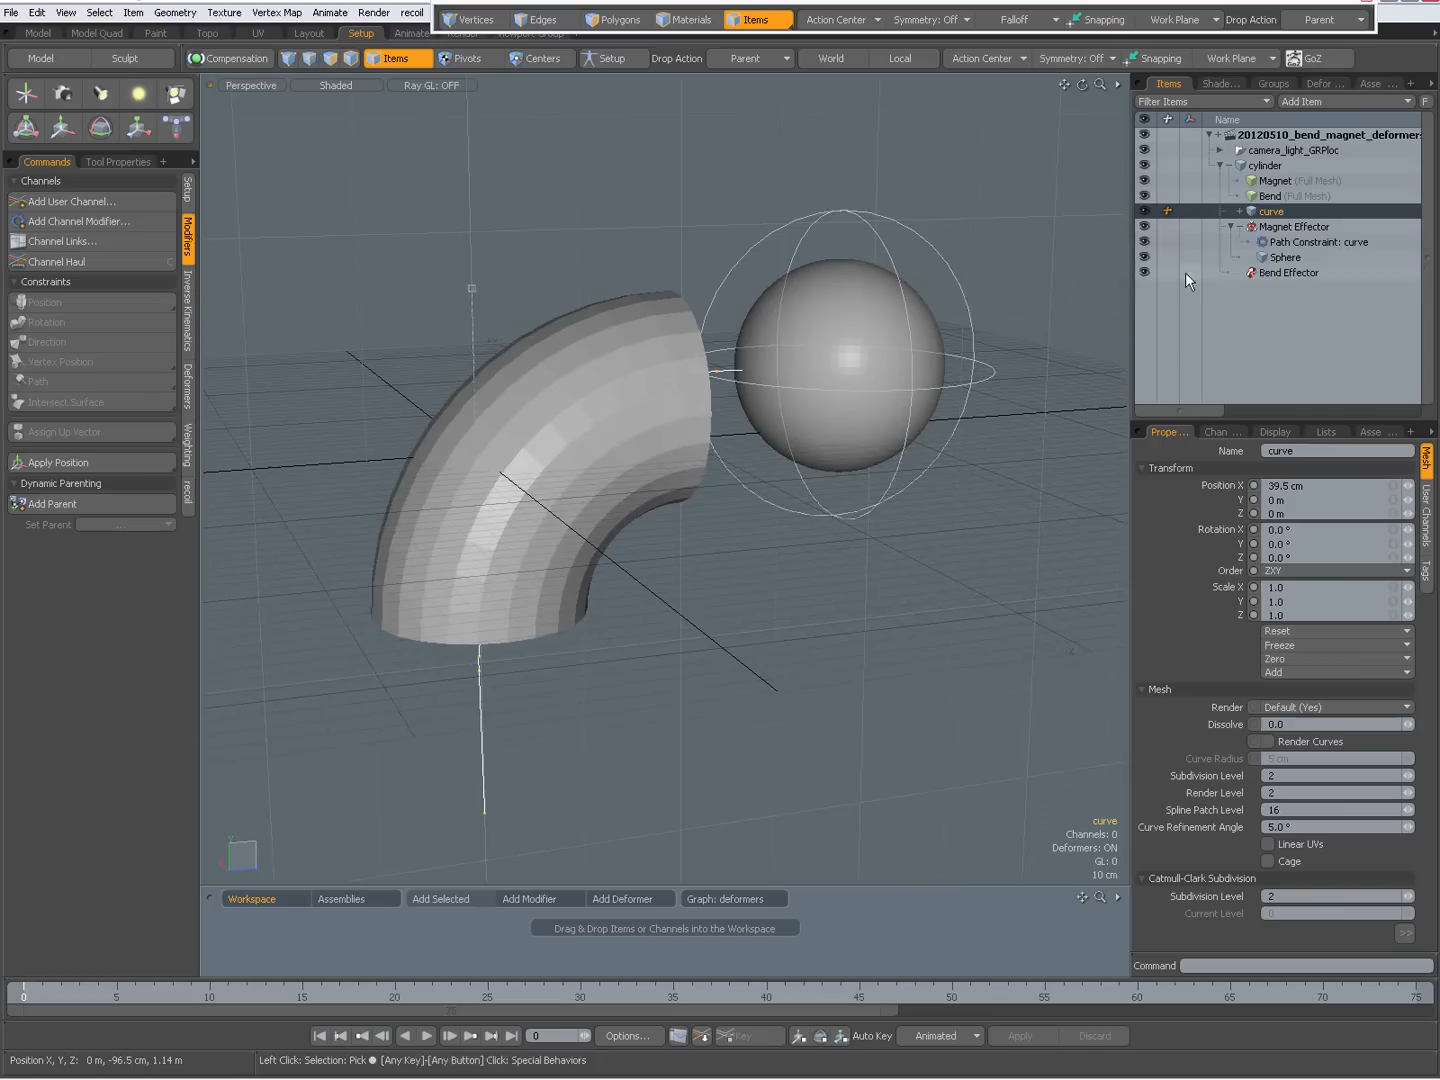 File Edit View Select Item Geometry Texture Vertex Map Animate Render recoil
Vertices Edges Polygons Materials Items Action Center Symmetry: Off Falloff Snapping Work Plane Drop Action Parent
Model Model Quad Paint Topo UV Layout Setup Animate
Model Sculpt Compensation Items Pivots Centers Setup Drop Action Parent World Local Action Center Symmetry: Off Snapping Work Plane GoZ
Perspective Shaded Ray GL: OFF
Items Shade... Groups Defor ... Asse ...
Filter Items Add Item F
Name
20120510_bend_magnet_deformers
camera_light_GRPloc
cylinder
Magnet (Full Mesh)
Bend (Full Mesh)
curve
Magnet Effector
Path Constraint: curve
Sphere
Bend Effector
Commands Tool Properties
Channels
Add User Channel...
Add Channel Modifier...
Channel Links...
Channel Haul C
Constraints
Position
Rotation
Direction
Vertex Position
Path
Intersect Surface
Assign Up Vector
Apply Position
Dynamic Parenting
Add Parent
Set Parent ...
Setup
Modifiers
Inverse Kinematics
Deformers
Weighting
recoil
Prope ... Chan ... Display Lists Asse ...
Name curve
Transform
Position X 39.5 cm
Y 0 m
Z 0 m
Rotation X 0.0 °
Y 0.0 °
Z 0.0 °
Order ZXY
Scale X 1.0
Y 1.0
Z 1.0
Reset
Freeze
Zero
Add
Mesh
Render Default (Yes)
Dissolve 0.0
Render Curves
Curve Radius 5 cm
Subdivision Level 2
Render Level 2
Spline Patch Level 16
Curve Refinement Angle 5.0 °
Linear UVs
Cage
Catmull-Clark Subdivision
Subdivision Level 2
Current Level 0
>>
Mesh
User Channels
Tags
curve
Channels: 0
Deformers: ON
GL: 0
10 cm
Workspace Assemblies Add Selected Add Modifier Add Deformer Graph: deformers
Drag & Drop Items or Channels into the Workspace
Command
0 5 10 15 20 25 30 35 40 45 50 55 60 65 70 75
75
0 Options... Key Auto Key Animated Apply Discard
Position X, Y, Z: 0 m, -96.5 cm, 1.14 m Left Click: Selection: Pick ● [Any Key]-[Any Button] Click: Special Behaviors